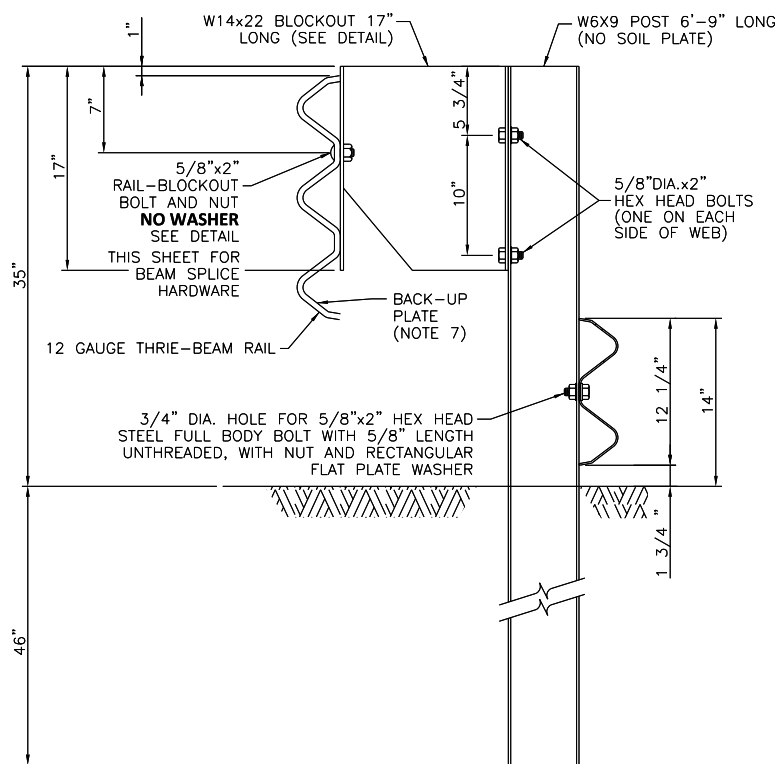 W14x22 BLOCKOUT 17"
LONG (SEE DETAIL)
W6X9 POST 6'-9" LONG
(NO SOIL PLATE)
1"
7"
17"
35"
5 3/4"
10"
5/8"x2"
RAIL-BLOCKOUT
BOLT AND NUT
NO WASHER
SEE DETAIL
THIS SHEET FOR
BEAM SPLICE
HARDWARE
5/8"DIA.x2"
HEX HEAD BOLTS
(ONE ON EACH
SIDE OF WEB)
BACK-UP
PLATE
(NOTE 7)
12 GAUGE THRIE-BEAM RAIL
12 1/4"
14"
3/4" DIA. HOLE FOR 5/8"x2" HEX HEAD
STEEL FULL BODY BOLT WITH 5/8" LENGTH
UNTHREADED, WITH NUT AND RECTANGULAR
FLAT PLATE WASHER
1 3/4 "
46"